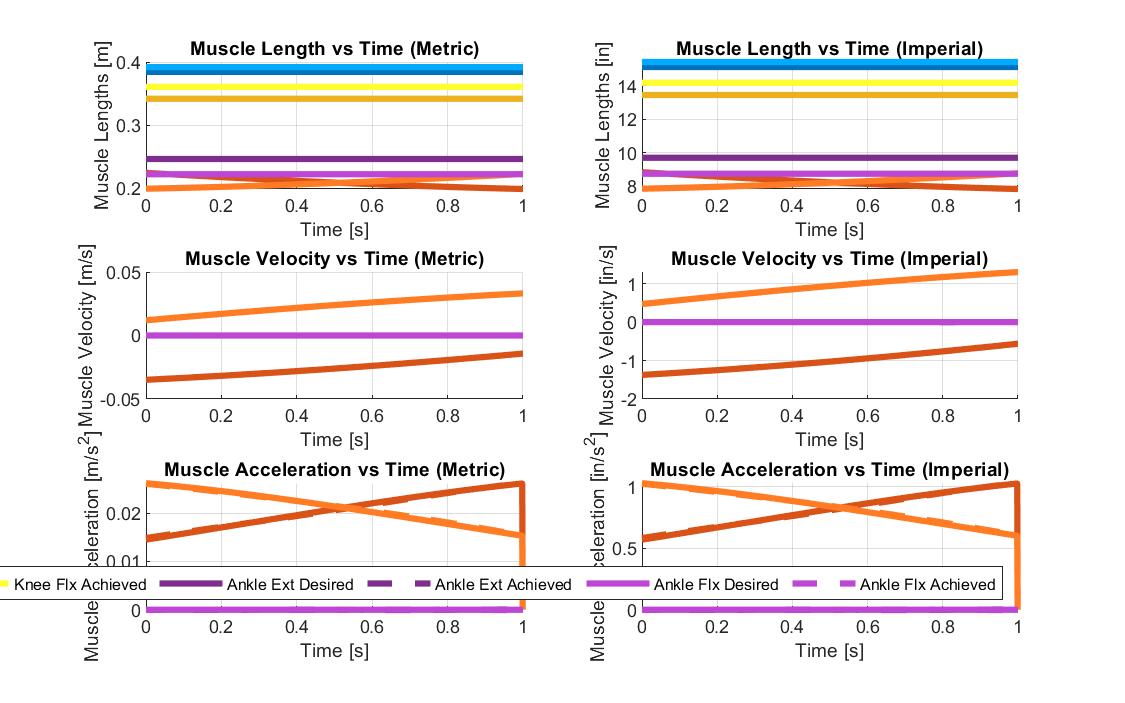 Muscle Length vs Time (Metric)
Muscle Lengths [m]
0.4
0.3
0.2
0 0.2 0.4 0.6 0.8 1
Time [s]
Muscle Length vs Time (Imperial)
Muscle Lengths [in]
14
12
10
8
0 0.2 0.4 0.6 0.8 1
Time [s]
Muscle Velocity vs Time (Metric)
Muscle Velocity [m/s]
0.05
0
-0.05
0 0.2 0.4 0.6 0.8 1
Time [s]
Muscle Velocity vs Time (Imperial)
Muscle Velocity [in/s]
1
0
-1
-2
0 0.2 0.4 0.6 0.8 1
Time [s]
Muscle Acceleration vs Time (Metric)
Muscle celeration [m/s²]
0.02
0.01
0
0 0.2 0.4 0.6 0.8 1
Time [s]
Muscle Acceleration vs Time (Imperial)
Muscle celeration [in/s²]
1
0.5
0
0 0.2 0.4 0.6 0.8 1
Time [s]
Knee Flx Achieved Ankle Ext Desired Ankle Ext Achieved Ankle Flx Desired Ankle Flx Achieved